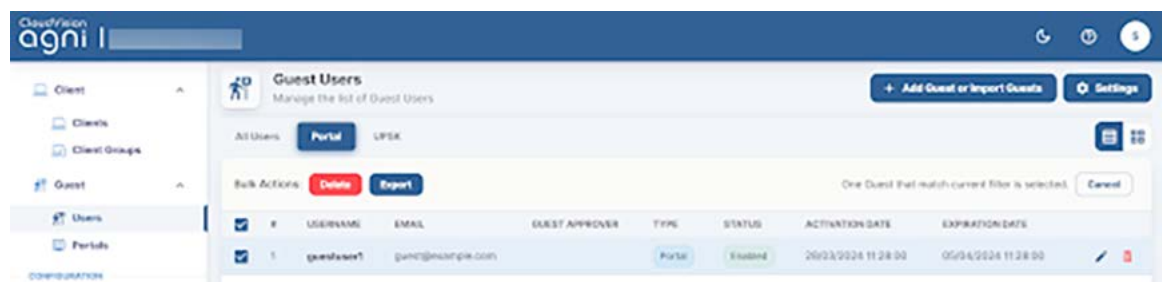 CloudVision
agni |
S
Client
Clients
Client Groups
Guest
Users
Portals
CONFIGURATION
Guest Users
Manage the list of Guest Users
+ Add Guest or Import Guests
Settings
All Users Portal UPSK
Bulk Actions: Delete Export
One Guest that match current filter is selected. Cancel
# USERNAME EMAIL GUEST APPROVER TYPE STATUS ACTIVATION DATE EXPIRATION DATE
1 guestuser1 guest@example.com Portal Enabled 28/03/2024 11:28:00 05/04/2024 11:28:00